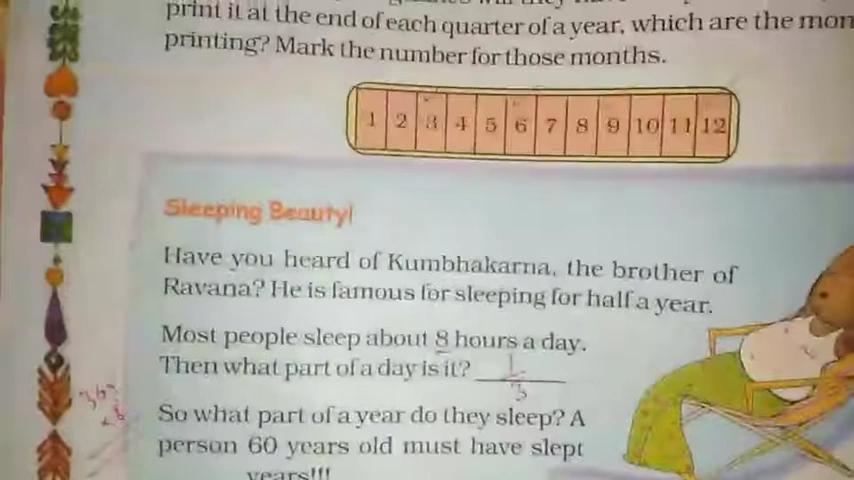 print it at the end of each quarter of a year, which are the mon
printing? Mark the number for those months.
1 2 3 4 5 6 7 8 9 10 11 12
Sleeping Beauty!
Have you heard of Kumbhakarna, the brother of
Ravana? He is famous for sleeping for half a year.
Most people sleep about 8 hours a day.
Then what part of a day is it? 1/3
So what part of a year do they sleep? A
person 60 years old must have slept
years!!!